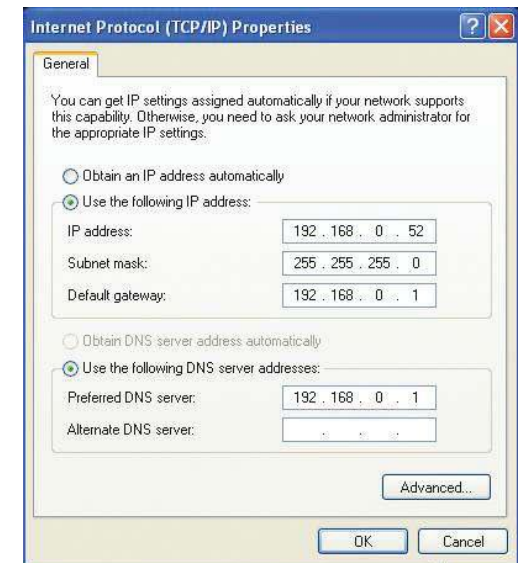 Internet Protocol (TCP/IP) Properties
General
You can get IP settings assigned automatically if your network supports
this capability. Otherwise, you need to ask your network administrator for
the appropriate IP settings.
Obtain an IP address automatically
Use the following IP address:
IP address: 192 . 168 . 0 . 52
Subnet mask: 255 . 255 . 255 . 0
Default gateway: 192 . 168 . 0 . 1
Obtain DNS server address automatically
Use the following DNS server addresses:
Preferred DNS server: 192 . 168 . 0 . 1
Alternate DNS server: . . .
Advanced...
OK Cancel